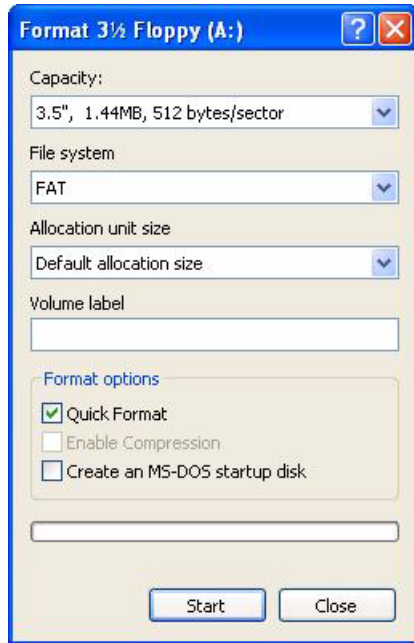 Format 3½ Floppy (A:)
Capacity:
3.5", 1.44MB, 512 bytes/sector
File system
FAT
Allocation unit size
Default allocation size
Volume label
Format options
Quick Format
Enable Compression
Create an MS-DOS startup disk
Start Close